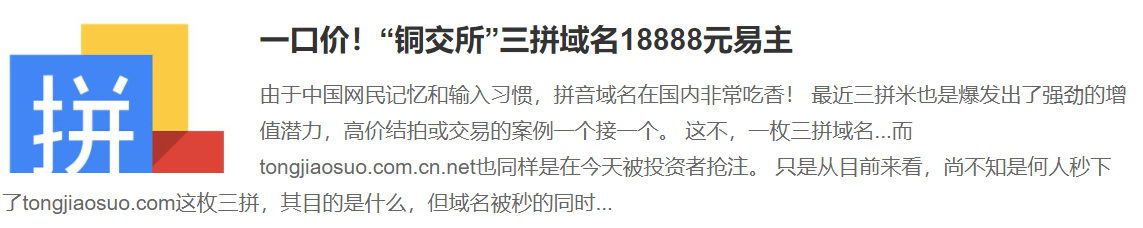 拼
一口价！“铜交所”三拼域名18888元易主
由于中国网民记忆和输入习惯，拼音域名在国内非常吃香！ 最近三拼米也是爆发出了强劲的增
值潜力，高价结拍或交易的案例一个接一个。 这不，一枚三拼域名...而
tongjiaosuo.com.cn.net也同样是在今天被投资者抢注。 只是从目前来看，尚不知是何人秒下
了tongjiaosuo.com这枚三拼，其目的是什么，但域名被秒的同时...